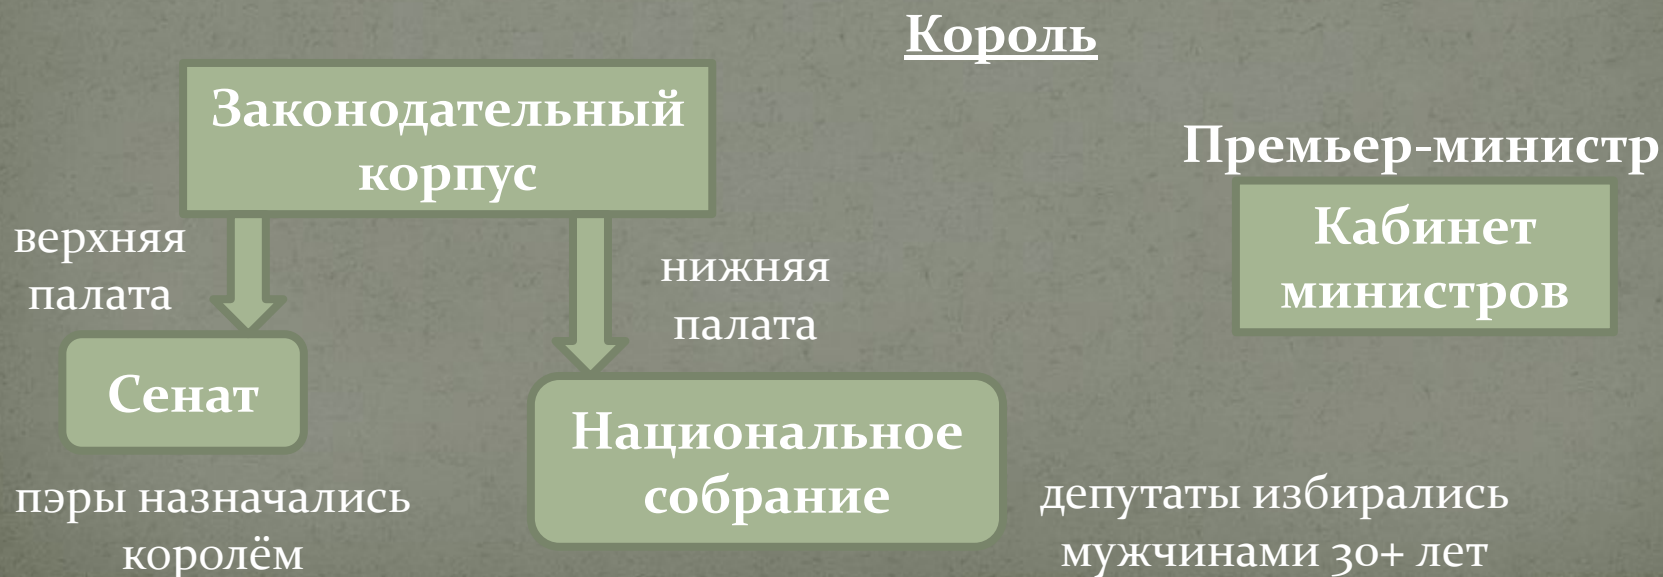 Король
Законодательный
корпус
Премьер-министр
Кабинет
министров
верхняя
палата
нижняя
палата
Сенат
Национальное
собрание
пэры назначались
королём
депутаты избирались
мужчинами 30+ лет